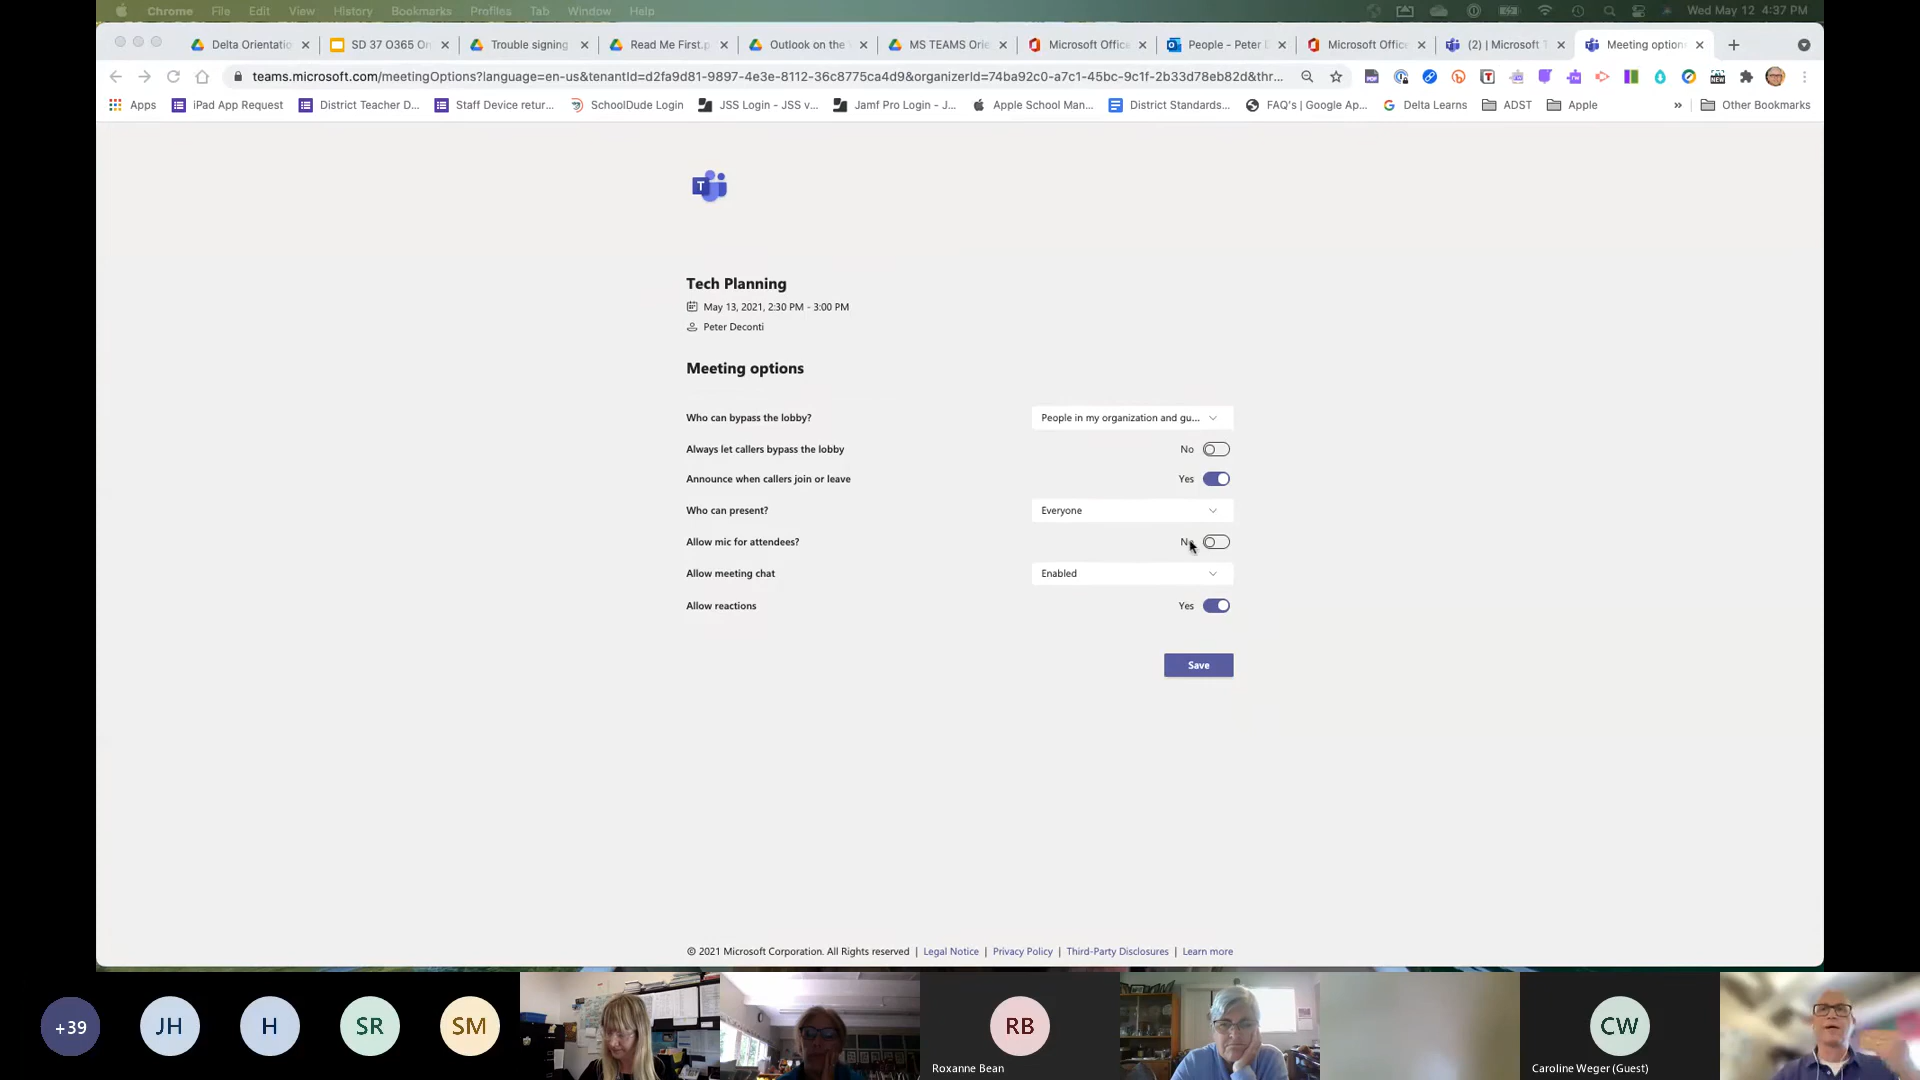 Chrome File Edit View History Bookmarks Profiles Tab Window Help Wed May 12 4:37 PM
Delta Orientatio SD 37 O365 On Trouble signing Read Me First.p Outlook on the MS TEAMS Orie Microsoft Office People - Peter D Microsoft Office (2) | Microsoft T Meeting option
teams.microsoft.com/meetingOptions?language=en-us&tenantId=d2fa9d81-9897-4e3e-8112-36c8775ca4d9&organizerId=74ba92c0-a7c1-45bc-9c1f-2b33d78eb82d&thr...
Apps iPad App Request District Teacher D... Staff Device retur... SchoolDude Login JSS Login - JSS v... Jamf Pro Login - J... Apple School Man... District Standards... FAQ's | Google Ap... Delta Learns ADST Apple » Other Bookmarks
T
Tech Planning
May 13, 2021, 2:30 PM - 3:00 PM
Peter Deconti
Meeting options
Who can bypass the lobby? People in my organization and gu...
Always let callers bypass the lobby No
Announce when callers join or leave Yes
Who can present? Everyone
Allow mic for attendees? No
Allow meeting chat Enabled
Allow reactions Yes
Save
© 2021 Microsoft Corporation. All Rights reserved | Legal Notice | Privacy Policy | Third-Party Disclosures | Learn more
+39 JH H SR SM RB CW
Roxanne Bean Caroline Weger (Guest)